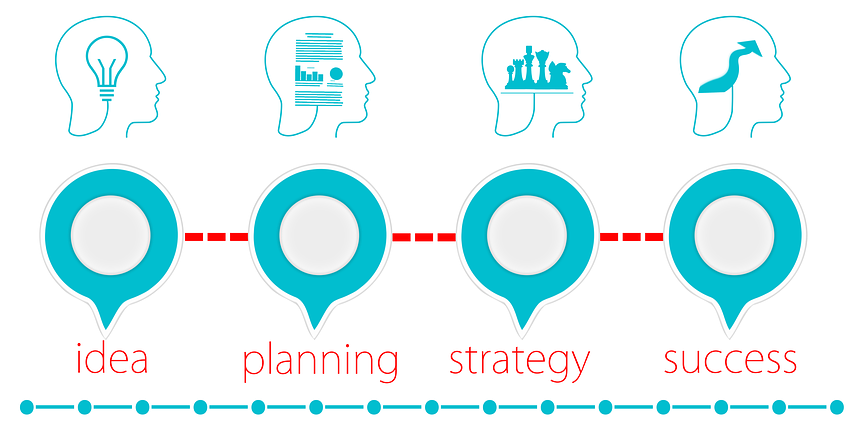 idea
planning
strategy
success